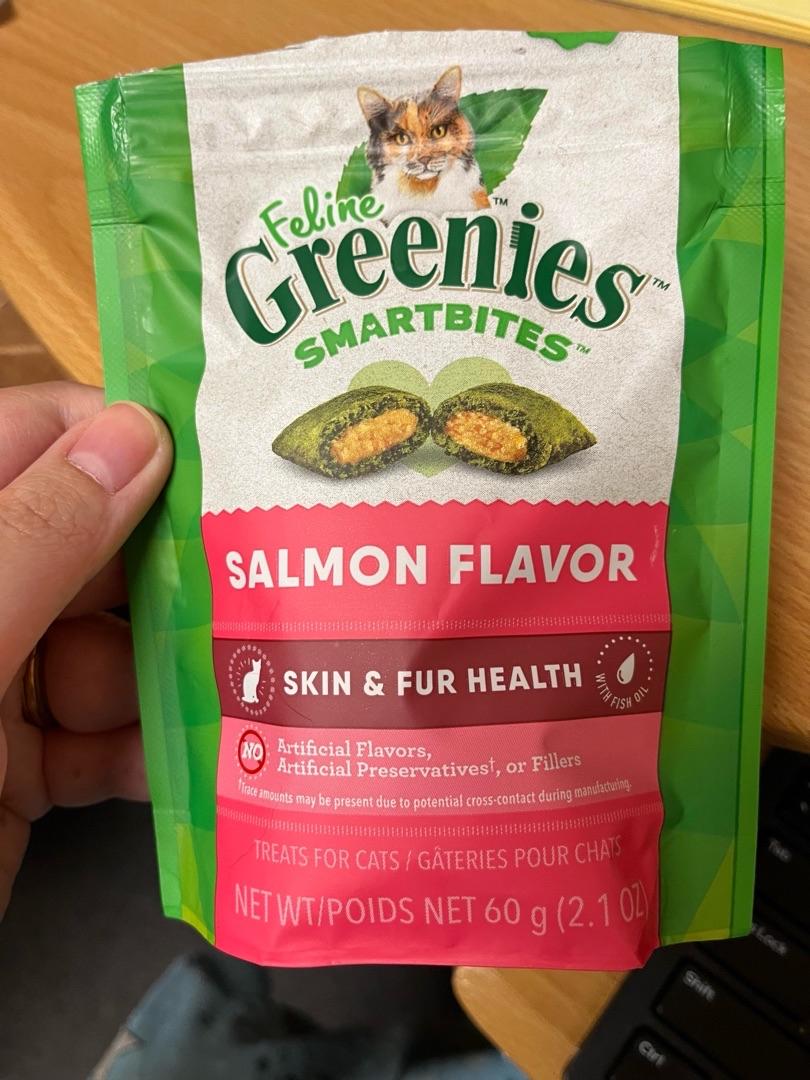 Feline
Greenies™
SMARTBITES™
SALMON FLAVOR
SKIN & FUR HEALTH
WITH FISH OIL
NO
Artificial Flavors,
Artificial Preservatives†, or Fillers
†Trace amounts may be present due to potential cross-contact during manufacturing.
TREATS FOR CATS / GÂTERIES POUR CHATS
NET WT/POIDS NET 60 g (2.1 OZ)
Tab
Lock
Shift
Ctrl